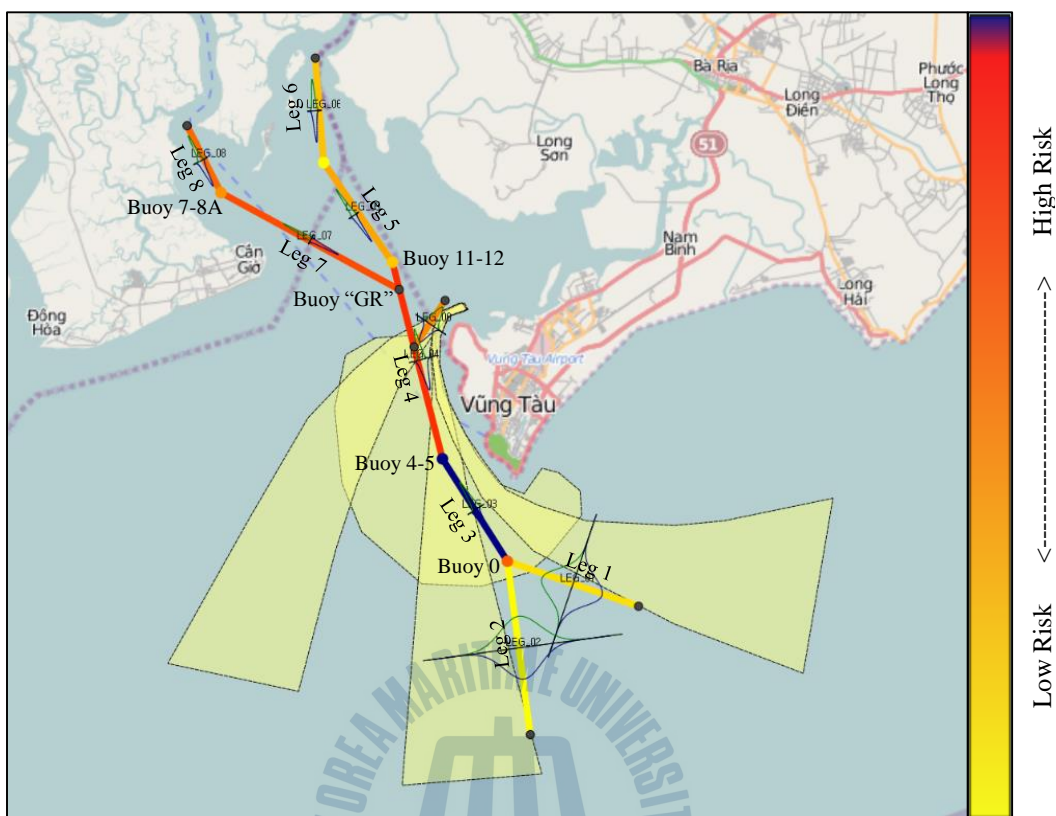 Bà Rịa
Phước
Long
Thọ
Long
Điền
Leg 6
LEG_06
51
Long
Sơn
LEG_08
Leg 8
Buoy 7-8A
Leg 5
LEG_07
Leg 7
Cần
Giờ
Buoy 11-12
Nam
Bình
Long
Hải
Buoy “GR”
Đồng
Hòa
Vung Tàu Airport
Leg 4
Vũng Tàu
Buoy 4-5
LEG_03
Leg 3
Buoy 0
Leg 1
Leg 2
LEG_02
KOREA MARITIME UNIVERSITY
High Risk
<------------------------>
Low Risk